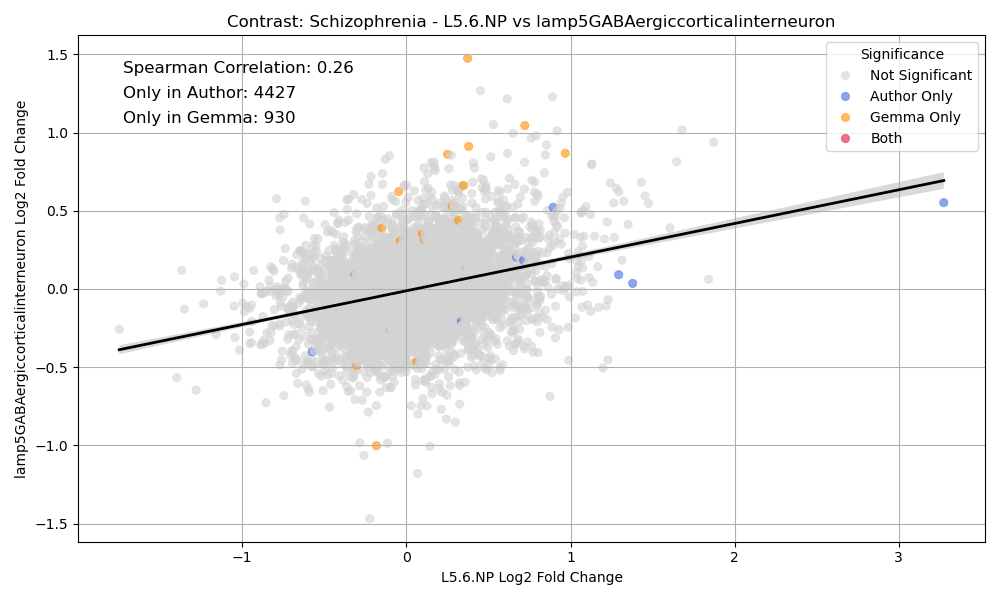 Contrast: Schizophrenia - L5.6.NP vs lamp5GABAergiccorticalinterneuron
Spearman Correlation: 0.26
Only in Author: 4427
Only in Gemma: 930
Significance
Not Significant
Author Only
Gemma Only
Both
lamp5GABAergiccorticalinterneuron Log2 Fold Change
1.5
1.0
0.5
0.0
−0.5
−1.0
−1.5
−1
0
1
2
3
L5.6.NP Log2 Fold Change